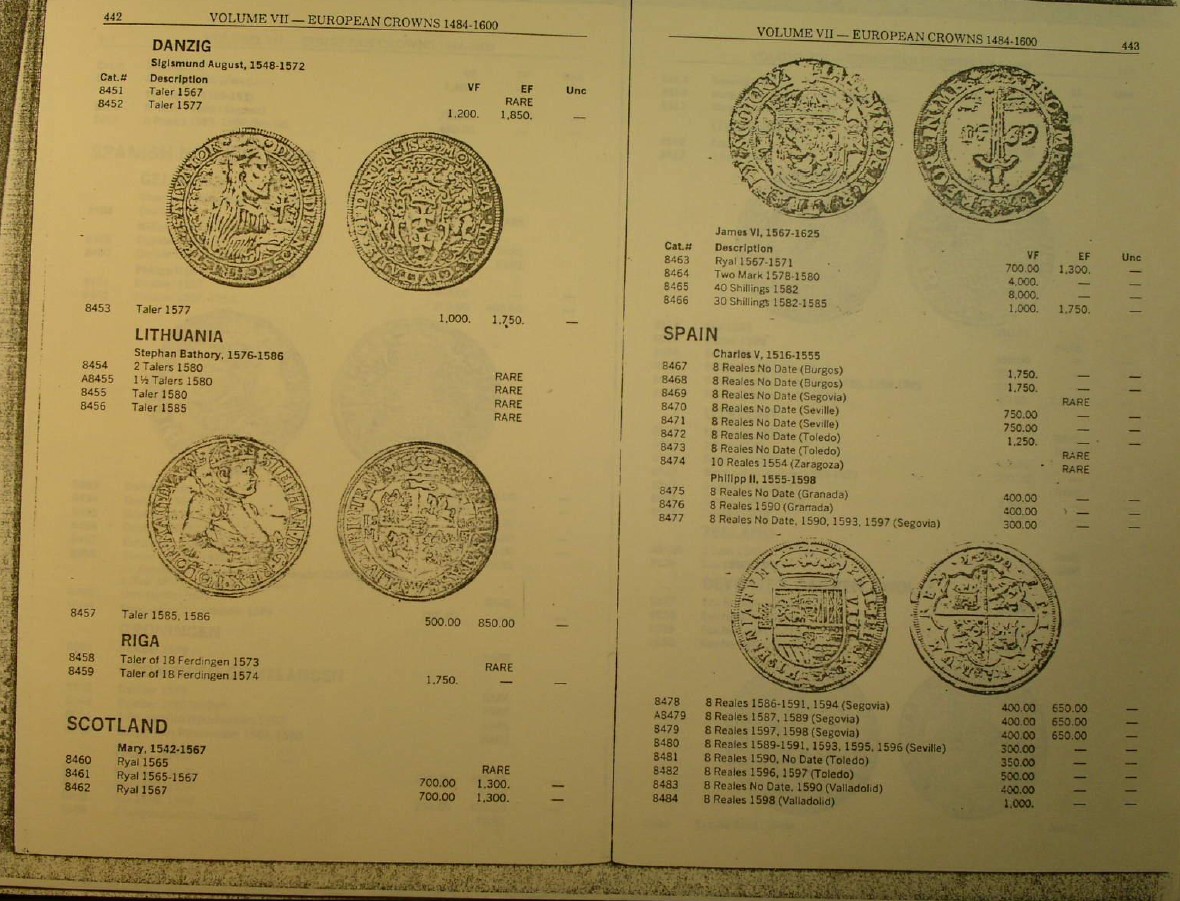 442 VOLUME VII — EUROPEAN CROWNS 1484-1600
DANZIG
Sigismund August, 1548-1572
Cat.# Description VF EF Unc
8451 Taler 1567 RARE
8452 Taler 1577 1,200. 1,850. —
8453 Taler 1577 1,000. 1,750. —
LITHUANIA
Stephan Bathory, 1576-1586
8454 2 Talers 1580 RARE
A8455 1½ Talers 1580 RARE
8455 Taler 1580 RARE
8456 Taler 1585 RARE
8457 Taler 1585, 1586 500.00 850.00 —
RIGA
8458 Taler of 18 Ferdingen 1573 RARE
8459 Taler of 18 Ferdingen 1574 1,750. — —
SCOTLAND
Mary, 1542-1567
8460 Ryal 1565 RARE
8461 Ryal 1565-1567 700.00 1,300. —
8462 Ryal 1567 700.00 1,300. —
VOLUME VII — EUROPEAN CROWNS 1484-1600 443
James VI, 1567-1625
Cat.# Description VF EF Unc
8463 Ryal 1567-1571 700.00 1,300. —
8464 Two Mark 1578-1580 4,000. — —
8465 40 Shillings 1582 8,000. — —
8466 30 Shillings 1582-1585 1,000. 1,750. —
SPAIN
Charles V, 1516-1555
8467 8 Reales No Date (Burgos) 1,750. — —
8468 8 Reales No Date (Burgos) 1,750. — —
8469 8 Reales No Date (Segovia) RARE
8470 8 Reales No Date (Seville) 750.00 — —
8471 8 Reales No Date (Seville) 750.00 — —
8472 8 Reales No Date (Toledo) 1,250. — —
8473 8 Reales No Date (Toledo) RARE
8474 10 Reales 1554 (Zaragoza) RARE
Philipp II, 1555-1598
8475 8 Reales No Date (Granada) 400.00 — —
8476 8 Reales 1590 (Granada) 400.00 — —
8477 8 Reales No Date, 1590, 1593, 1597 (Segovia) 300.00 — —
8478 8 Reales 1586-1591, 1594 (Segovia) 400.00 650.00 —
A8479 8 Reales 1587, 1589 (Segovia) 400.00 650.00 —
8479 8 Reales 1597, 1598 (Segovia) 400.00 650.00 —
8480 8 Reales 1589-1591, 1593, 1595, 1596 (Seville) 300.00 — —
8481 8 Reales 1590, No Date (Toledo) 350.00 — —
8482 8 Reales 1596, 1597 (Toledo) 500.00 — —
8483 8 Reales No Date, 1590 (Valladolid) 400.00 — —
8484 8 Reales 1598 (Valladolid) 1,000. — —